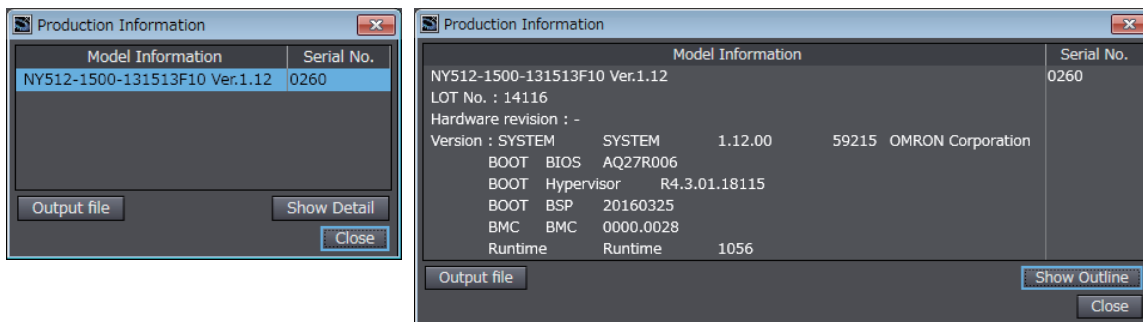 Production Information
Model Information Serial No.
NY512-1500-131513F10 Ver.1.12 0260
Output file Show Detail
Close
Production Information
Model Information Serial No.
NY512-1500-131513F10 Ver.1.12 0260
LOT No. : 14116
Hardware revision : -
Version : SYSTEM SYSTEM 1.12.00 59215 OMRON Corporation
BOOT BIOS AQ27R006
BOOT Hypervisor R4.3.01.18115
BOOT BSP 20160325
BMC BMC 0000.0028
Runtime Runtime 1056
Output file Show Outline
Close